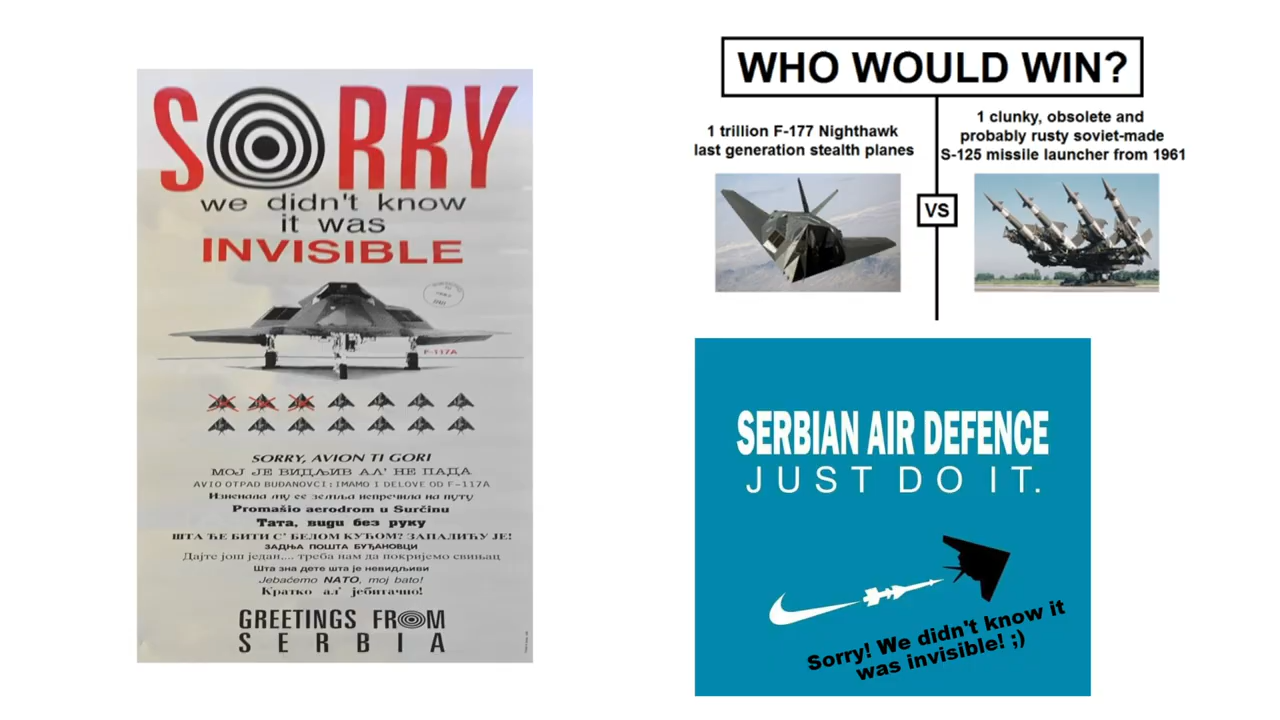 SORRY
we didn't know
it was
INVISIBLE
F-117A
SORRY, AVION TI GORI
МОЈ ЈЕ ВИДЉИВ АЛ' НЕ ПАДА
AVIO OTPAD BUDANOVCI: IMAMO I DELOVE OD F-117A
Изненала му се земља непречила на путу
Promašio aerodrom u Surčinu
Тата, види без руку
ШТА ЋЕ БИТИ С' БЕЛОМ КУЋОМ? ЗАПАЛИЋУ ЈЕ!
ЗАДЊА ПОШТА БУЂАНОВЦИ
Дајте још један.... треба нам да покријемо свињац
Шта зна дете шта је невидљиви
Jebaćemo NATO, moj bato!
Кратко ал' јебитачно!
GREETINGS FROM
SERBIA
WHO WOULD WIN?
1 trillion F-177 Nighthawk
last generation stealth planes
1 clunky, obsolete and
probably rusty soviet-made
S-125 missile launcher from 1961
VS
SERBIAN AIR DEFENCE
JUST DO IT.
Sorry! We didn't know it
was invisible! ;)